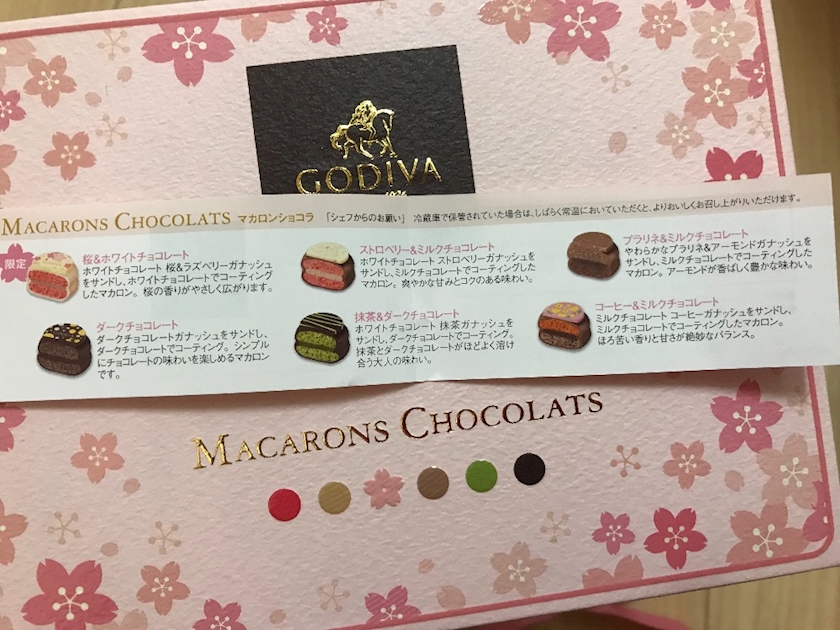 GODIVA
MACARONS CHOCOLATS マカロンショコラ 「シェフからのお願い」 冷蔵庫で保管されていた場合は、しばらく常温においていただくと、よりおいしくお召し上がりいただけます。
限定
桜&ホワイトチョコレート
ホワイトチョコレート 桜&ラズベリーガナッシュ
をサンドし、ホワイトチョコレートでコーティング
したマカロン。桜の香りがやさしく広がります。
ストロベリー&ミルクチョコレート
ホワイトチョコレート ストロベリーガナッシュを
サンドし、ミルクチョコレートでコーティングした
マカロン。爽やかな甘みとコクのある味わい。
プラリネ&ミルクチョコレート
やわらかなプラリネ&アーモンドガナッシュを
サンドし、ミルクチョコレートでコーティングした
マカロン。アーモンドが香ばしく豊かな味わい。
ダークチョコレート
ダークチョコレートガナッシュをサンドし、
ダークチョコレートでコーティング。シンプル
にチョコレートの味わいを楽しめるマカロン
です。
抹茶&ダークチョコレート
ホワイトチョコレート 抹茶ガナッシュを
サンドし、ダークチョコレートでコーティング。
抹茶とダークチョコレートがほどよく溶け
合う大人の味わい。
コーヒー&ミルクチョコレート
ミルクチョコレート コーヒーガナッシュをサンドし、
ミルクチョコレートでコーティングしたマカロン。
ほろ苦い香りと甘さが絶妙なバランス。
MACARONS CHOCOLATS